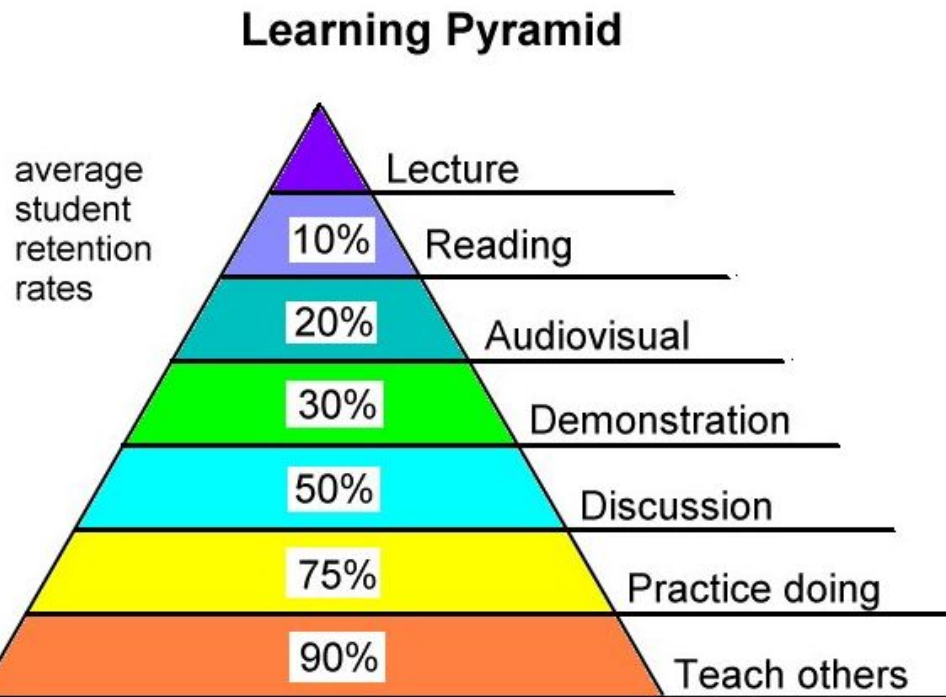 Learning Pyramid
average
student
retention
rates
Lecture
10% Reading
20% Audiovisual
30% Demonstration
50% Discussion
75% Practice doing
90% Teach others